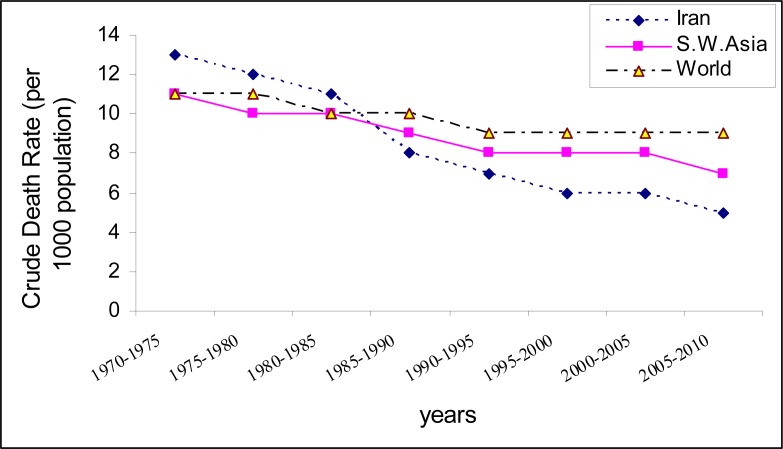 Iran
S.W.Asia
World
Crude Death Rate (per
1000 population)
14
12
10
8
6
4
2
0
1970-1975
1975-1980
1980-1985
1985-1990
1990-1995
1995-2000
2000-2005
2005-2010
years